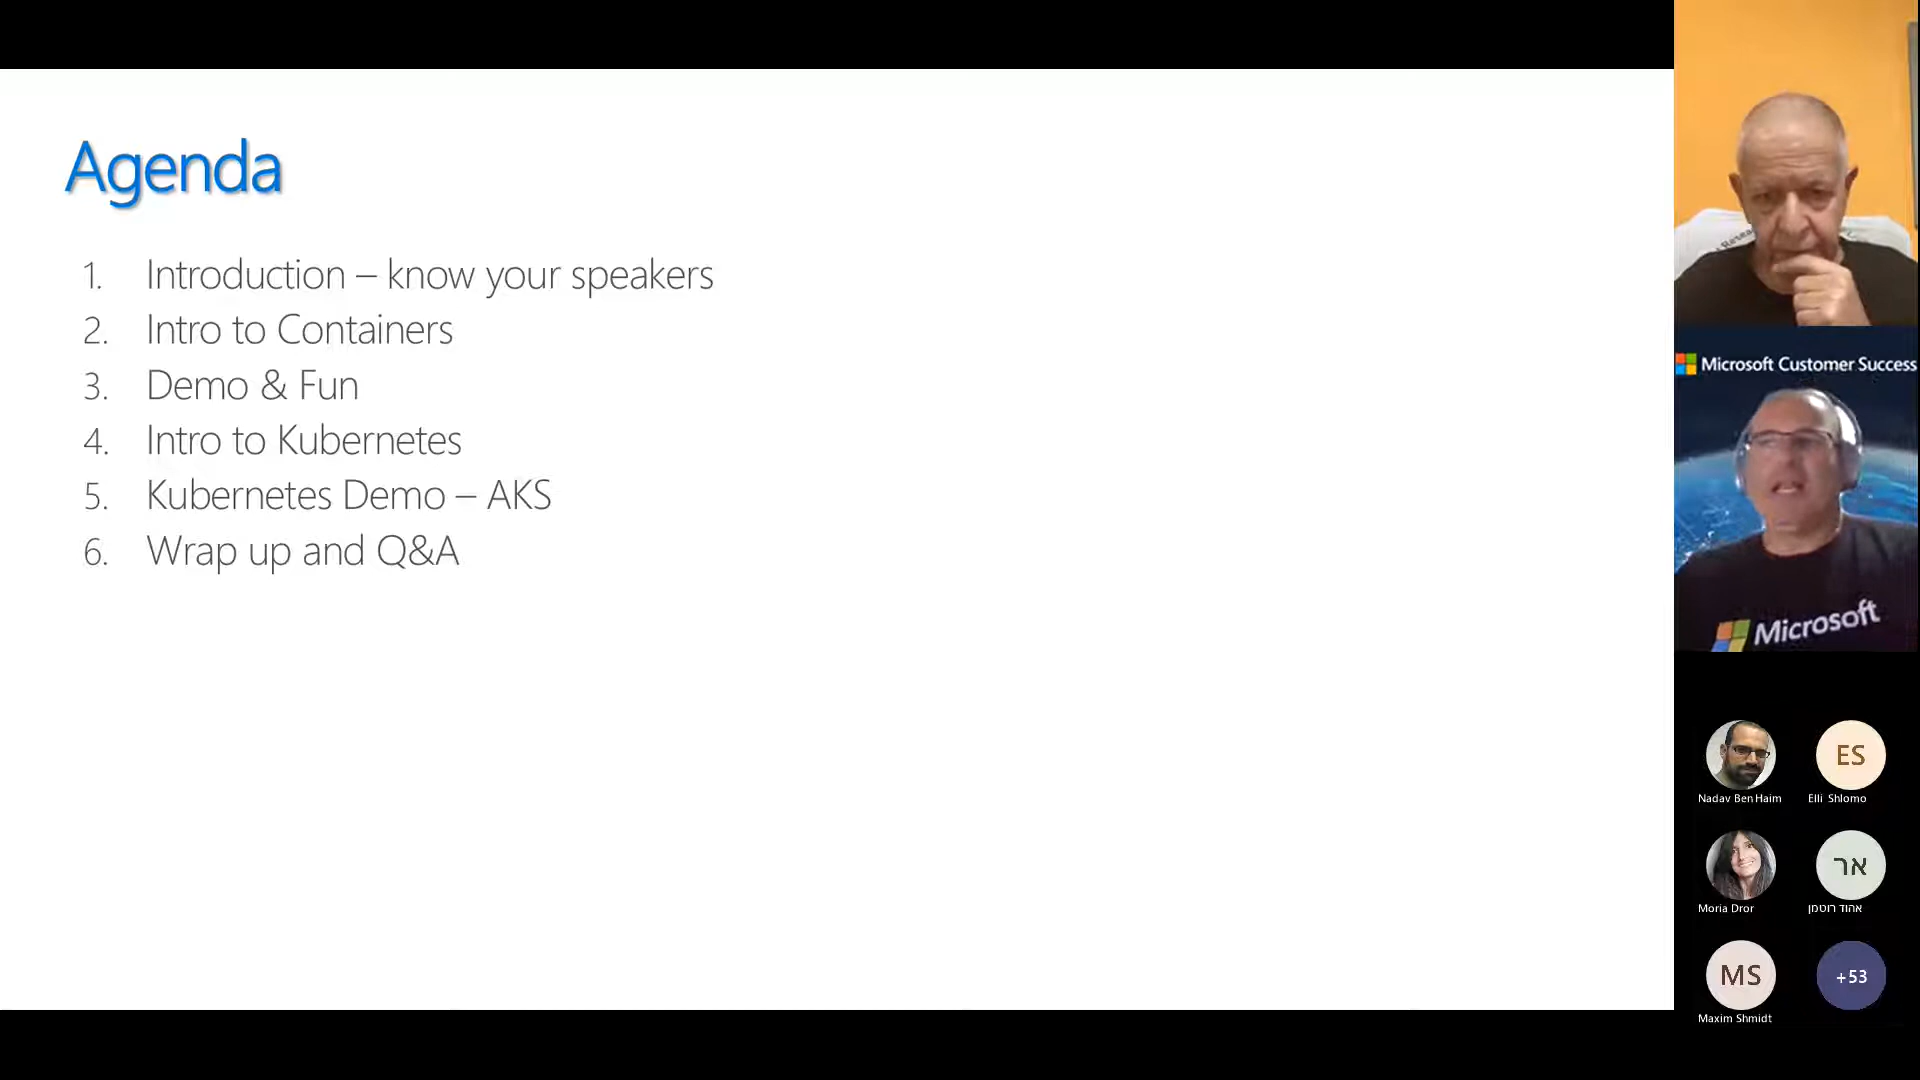 Agenda
1. Introduction – know your speakers
2. Intro to Containers
3. Demo & Fun
4. Intro to Kubernetes
5. Kubernetes Demo – AKS
6. Wrap up and Q&A
Microsoft Customer Success
Microsoft
ES
Nadav Ben Haim
Elli Shlomo
אר
Moria Dror
אהוד רוטמן
MS
+53
Maxim Shmidt